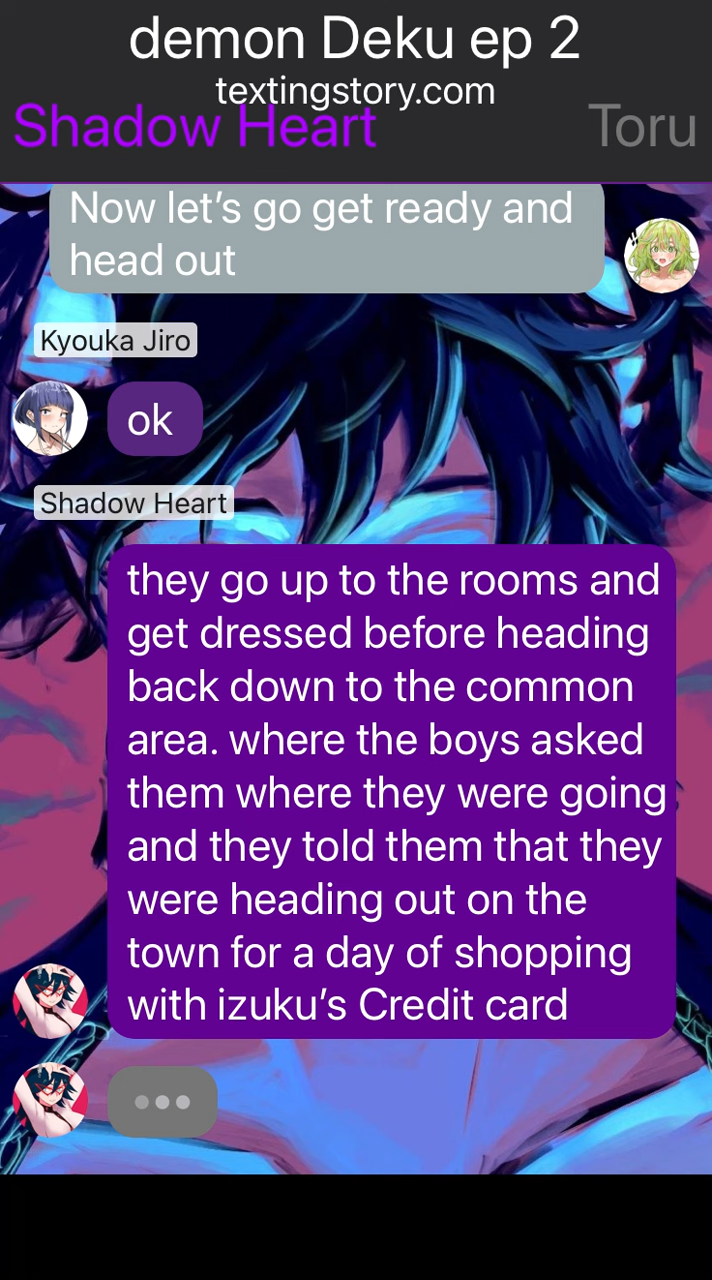 demon Deku ep 2
textingstory.com
Shadow Heart
Toru
Now let’s go get ready and
head out
Kyouka Jiro
ok
Shadow Heart
they go up to the rooms and
get dressed before heading
back down to the common
area. where the boys asked
them where they were going
and they told them that they
were heading out on the
town for a day of shopping
with izuku’s Credit card